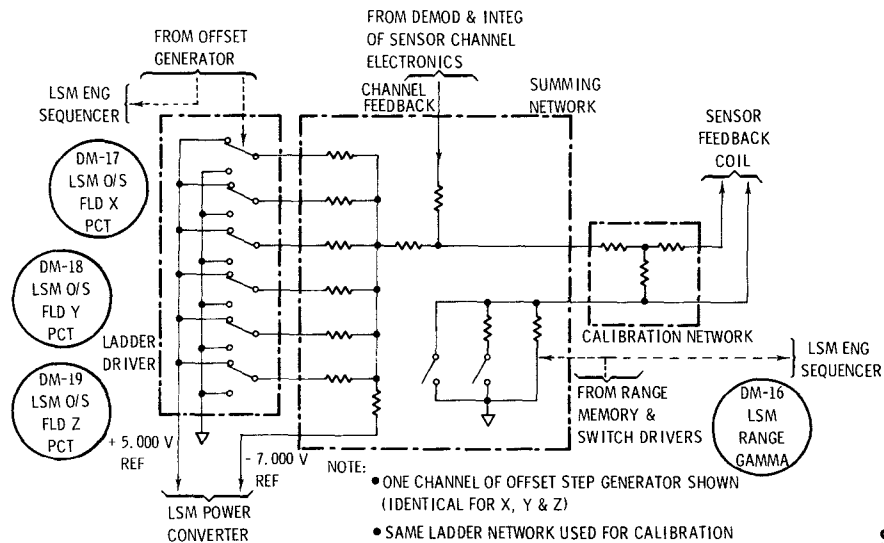 FROM OFFSET
GENERATOR
FROM DEMOD & INTEG
OF SENSOR CHANNEL
ELECTRONICS
CHANNEL
FEEDBACK
SUMMING
NETWORK
LSM ENG
SEQUENCER
SENSOR
FEEDBACK
COIL
DM-17
LSM O/S
FLD X
PCT
DM-18
LSM O/S
FLD Y
PCT
LADDER
DRIVER
DM-19
LSM O/S
FLD Z
PCT
CALIBRATION NETWORK
LSM ENG
SEQUENCER
FROM RANGE
MEMORY &
SWITCH DRIVERS
DM-16
LSM
RANGE
GAMMA
+ 5.000 V
REF
- 7.000 V
REF
LSM POWER
CONVERTER
NOTE:
● ONE CHANNEL OF OFFSET STEP GENERATOR SHOWN
(IDENTICAL FOR X, Y & Z)
● SAME LADDER NETWORK USED FOR CALIBRATION